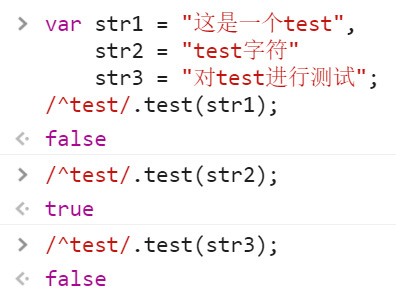 > var str1 = "这是一个test",
str2 = "test字符"
str3 = "对test进行测试";
/^test/.test(str1);
false
> /^test/.test(str2);
true
> /^test/.test(str3);
false